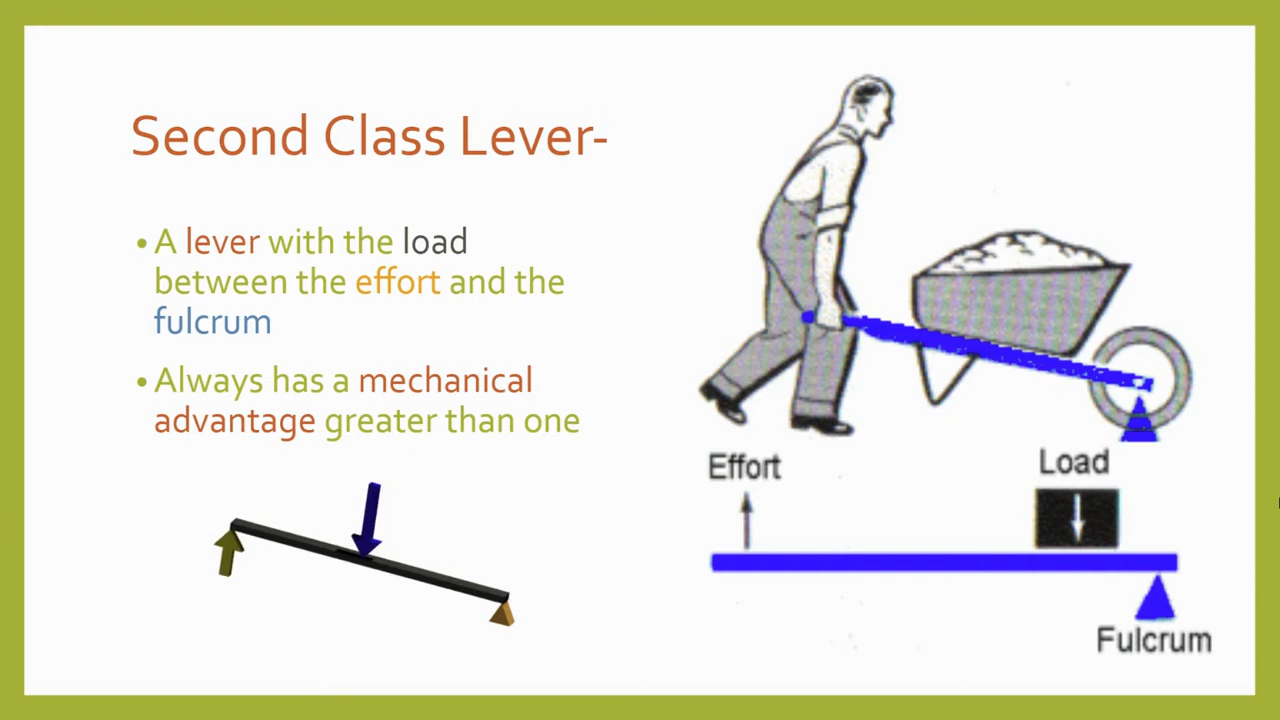 Second Class Lever-
• A lever with the load
between the effort and the
fulcrum
• Always has a mechanical
advantage greater than one
Effort
Load
Fulcrum